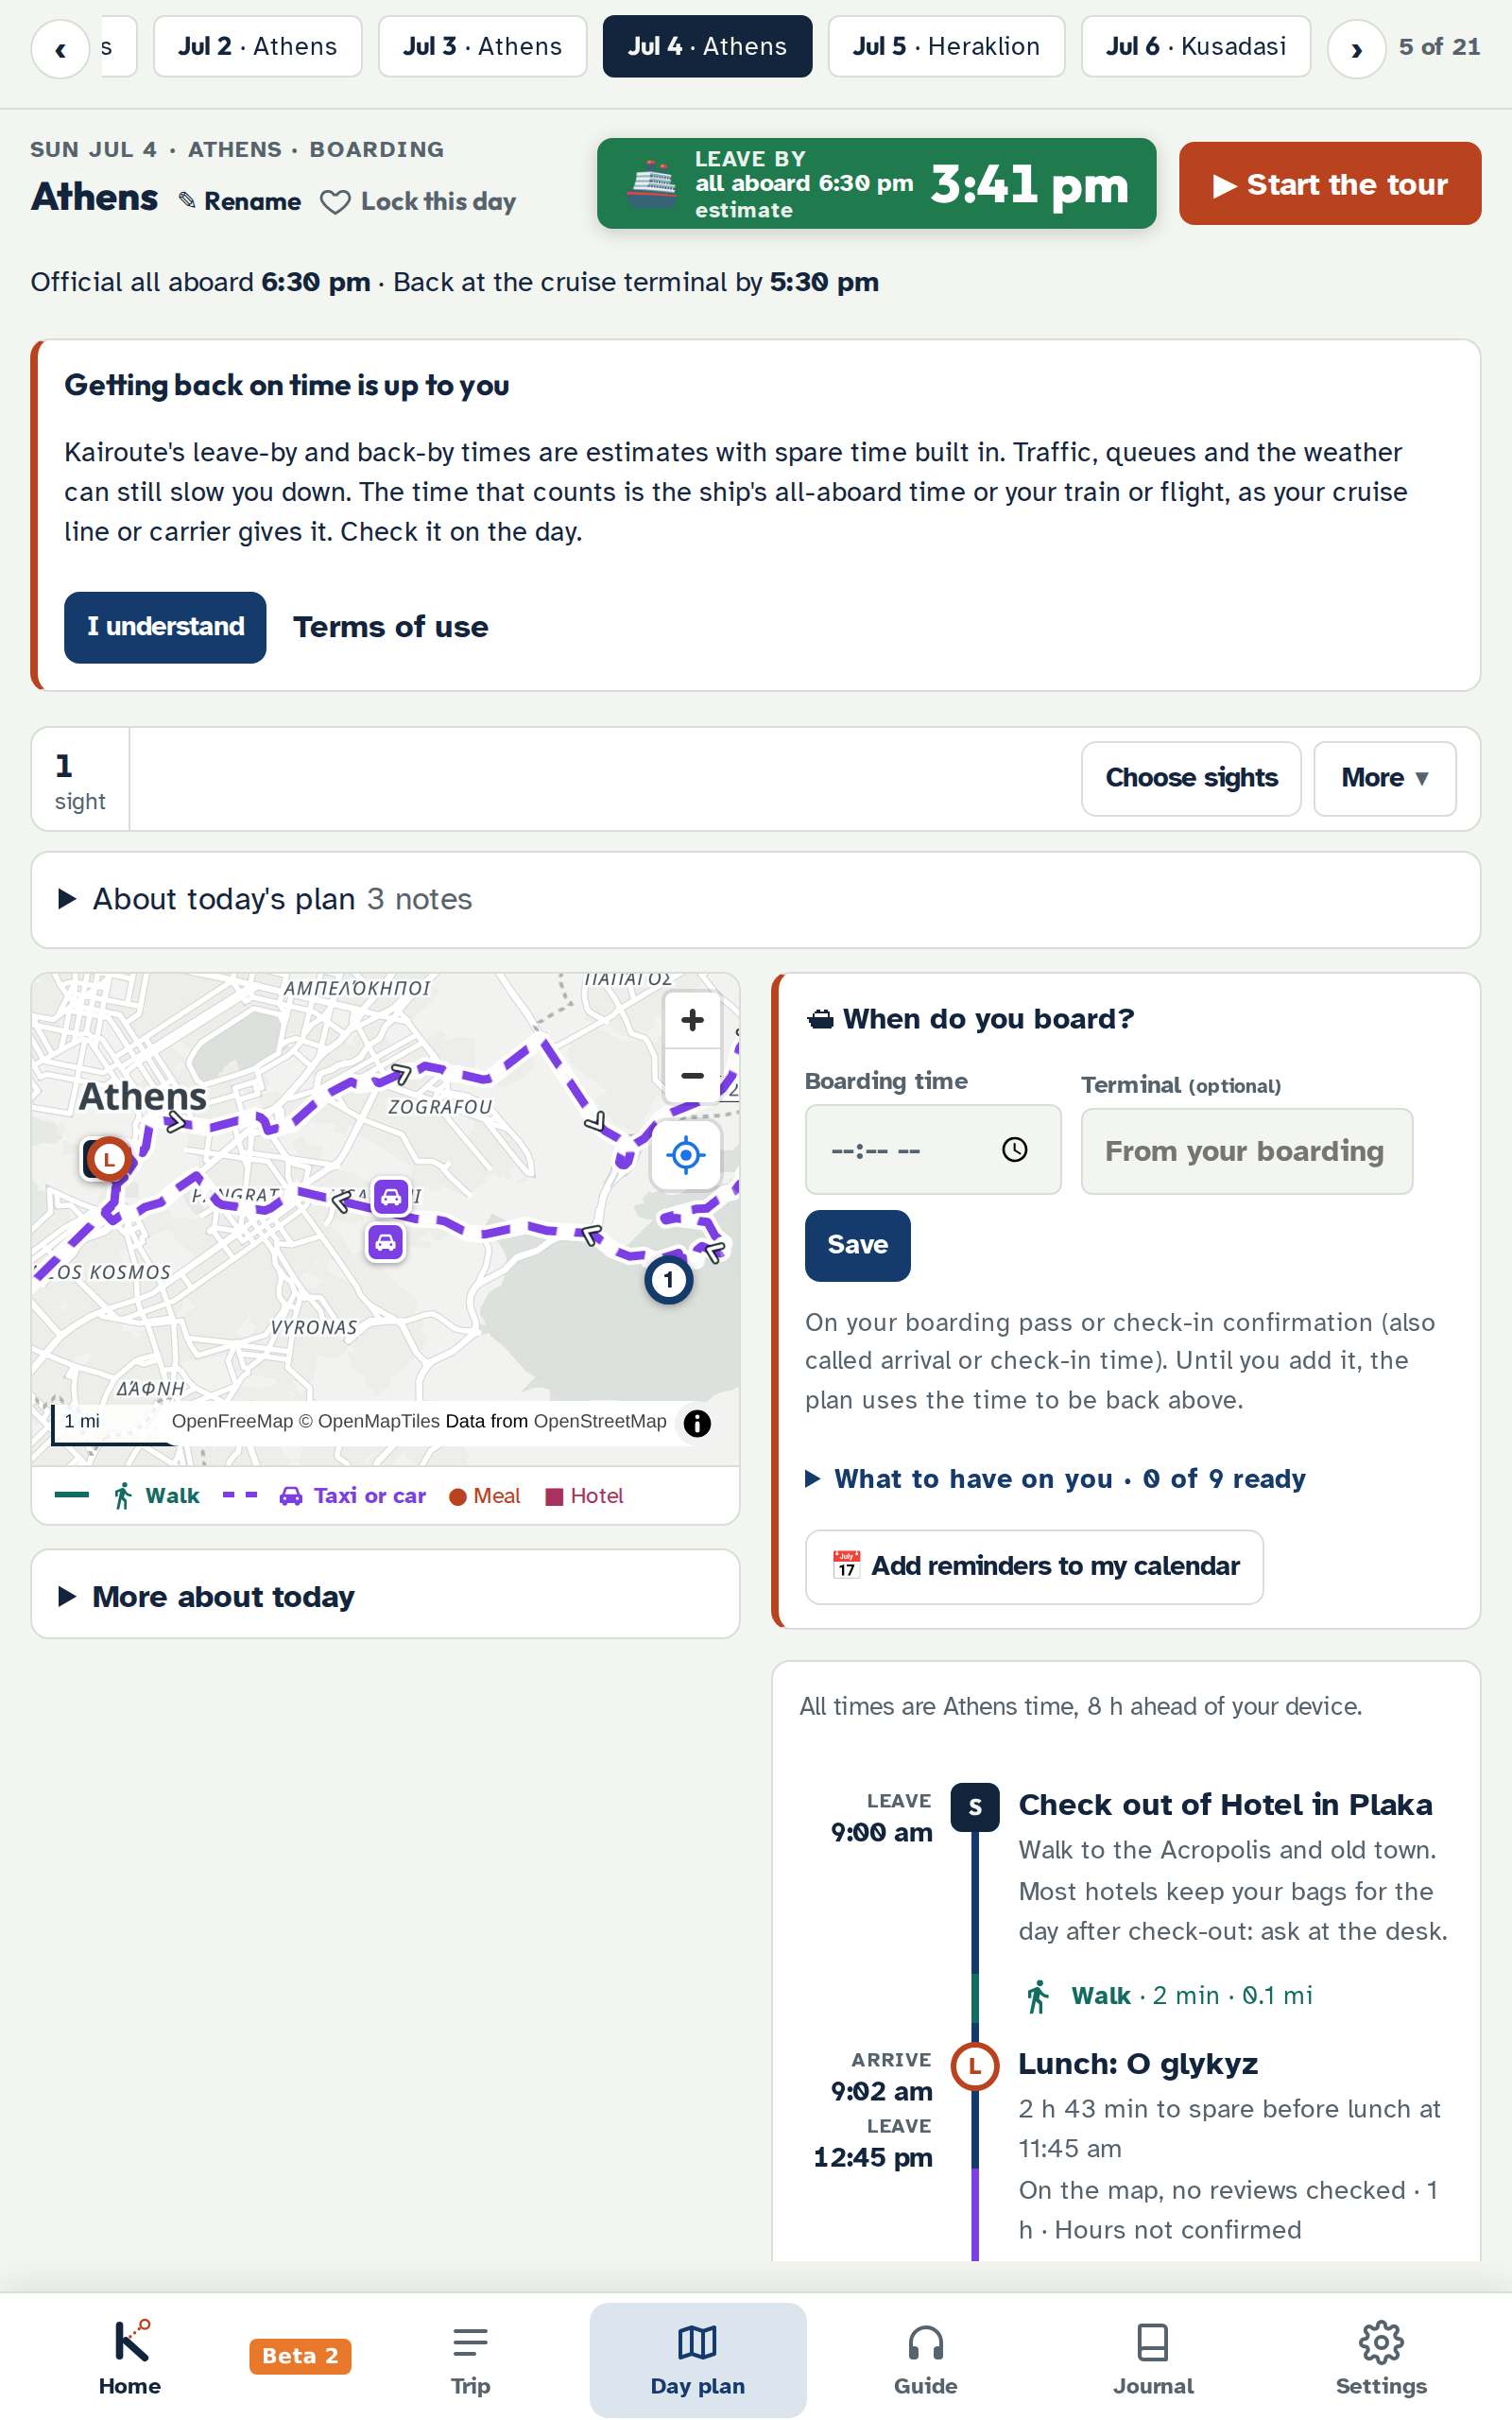 ‹
s
Jul 2 · Athens
Jul 3 · Athens
Jul 4 · Athens
Jul 5 · Heraklion
Jul 6 · Kusadasi
›
5 of 21
SUN JUL 4 · ATHENS · BOARDING
Athens
✎ Rename
Lock this day
LEAVE BY
all aboard 6:30 pm
estimate
3:41 pm
▶ Start the tour
Official all aboard 6:30 pm · Back at the cruise terminal by 5:30 pm
Getting back on time is up to you
Kairoute's leave-by and back-by times are estimates with spare time built in. Traffic, queues and the weather
can still slow you down. The time that counts is the ship's all-aboard time or your train or flight, as your cruise
line or carrier gives it. Check it on the day.
I understand
Terms of use
1
sight
Choose sights
More ▼
▶ About today's plan 3 notes
ΑΜΠΕΛΌΚΗΠΟΙ
ΠΑΠΑΓΟΣ
+
−
Athens
ZOGRAFOU
L
1
VYRONAS
ΔΆΦΝΗ
KOSMOS
1 mi
OpenFreeMap © OpenMapTiles Data from OpenStreetMap
Walk
Taxi or car
Meal
Hotel
▶ More about today
When do you board?
Boarding time
Terminal (optional)
--:-- --
From your boarding
Save
On your boarding pass or check-in confirmation (also
called arrival or check-in time). Until you add it, the
plan uses the time to be back above.
▶ What to have on you · 0 of 9 ready
Add reminders to my calendar
All times are Athens time, 8 h ahead of your device.
LEAVE
9:00 am
S
Check out of Hotel in Plaka
Walk to the Acropolis and old town.
Most hotels keep your bags for the
day after check-out: ask at the desk.
Walk · 2 min · 0.1 mi
ARRIVE
9:02 am
LEAVE
12:45 pm
L
Lunch: O glykyz
2 h 43 min to spare before lunch at
11:45 am
On the map, no reviews checked · 1
h · Hours not confirmed
Home
Beta 2
Trip
Day plan
Guide
Journal
Settings